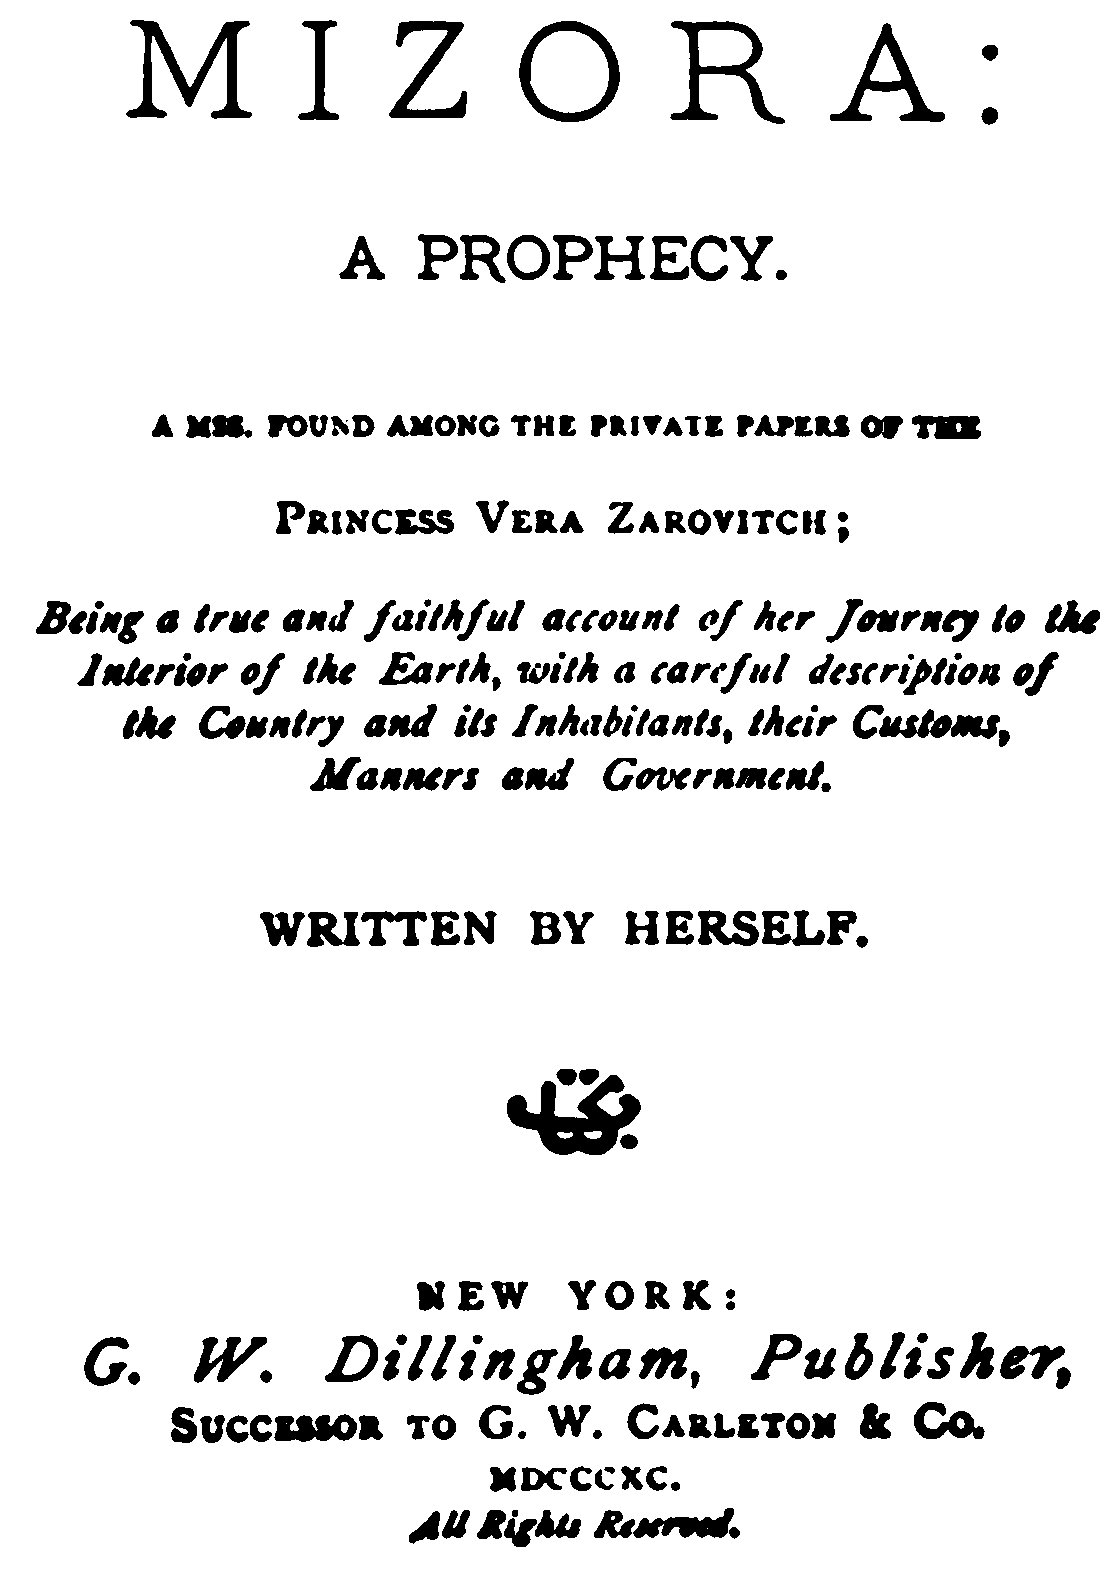 MIZORA:
A PROPHECY.
A MSS. FOUND AMONG THE PRIVATE PAPERS OF THE
PRINCESS VERA ZAROVITCH;
Being a true and faithful account of her Journey to the
Interior of the Earth, with a careful description of
the Country and its Inhabitants, their Customs,
Manners and Government.
WRITTEN BY HERSELF.
NEW YORK:
G. W. Dillingham, Publisher,
SUCCESSOR TO G. W. CARLETON & CO.
MDCCCXC.
All Rights Reserved.